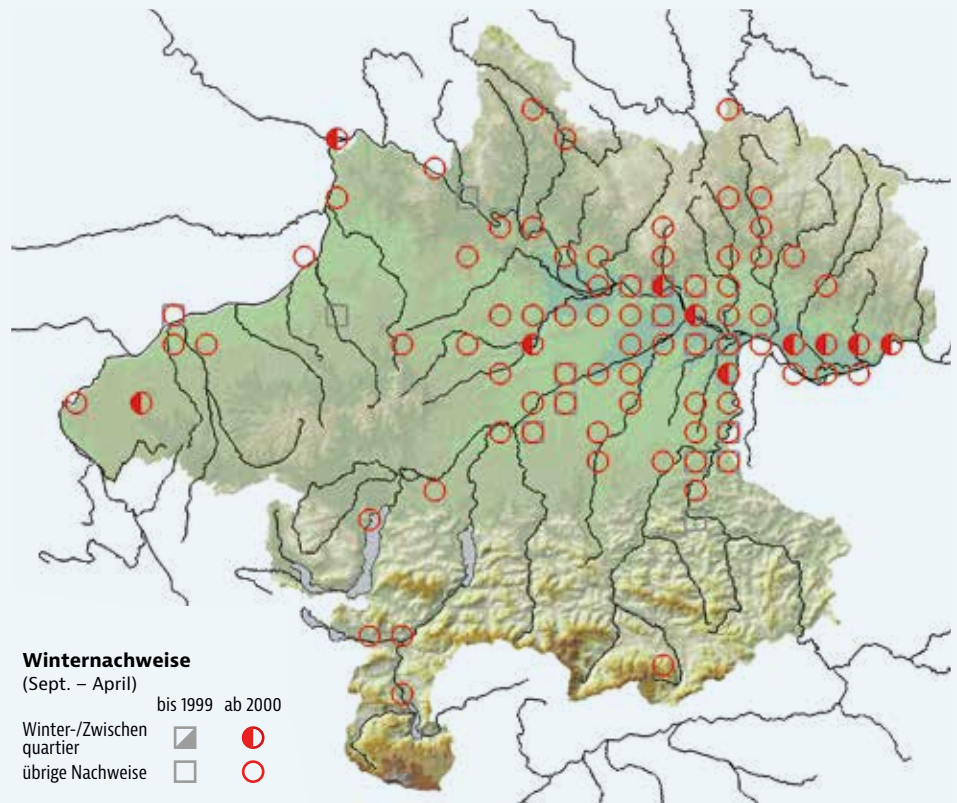 Winternachweise
(Sept. – April)
bis 1999 ab 2000
Winter-/Zwischen
quartier
übrige Nachweise